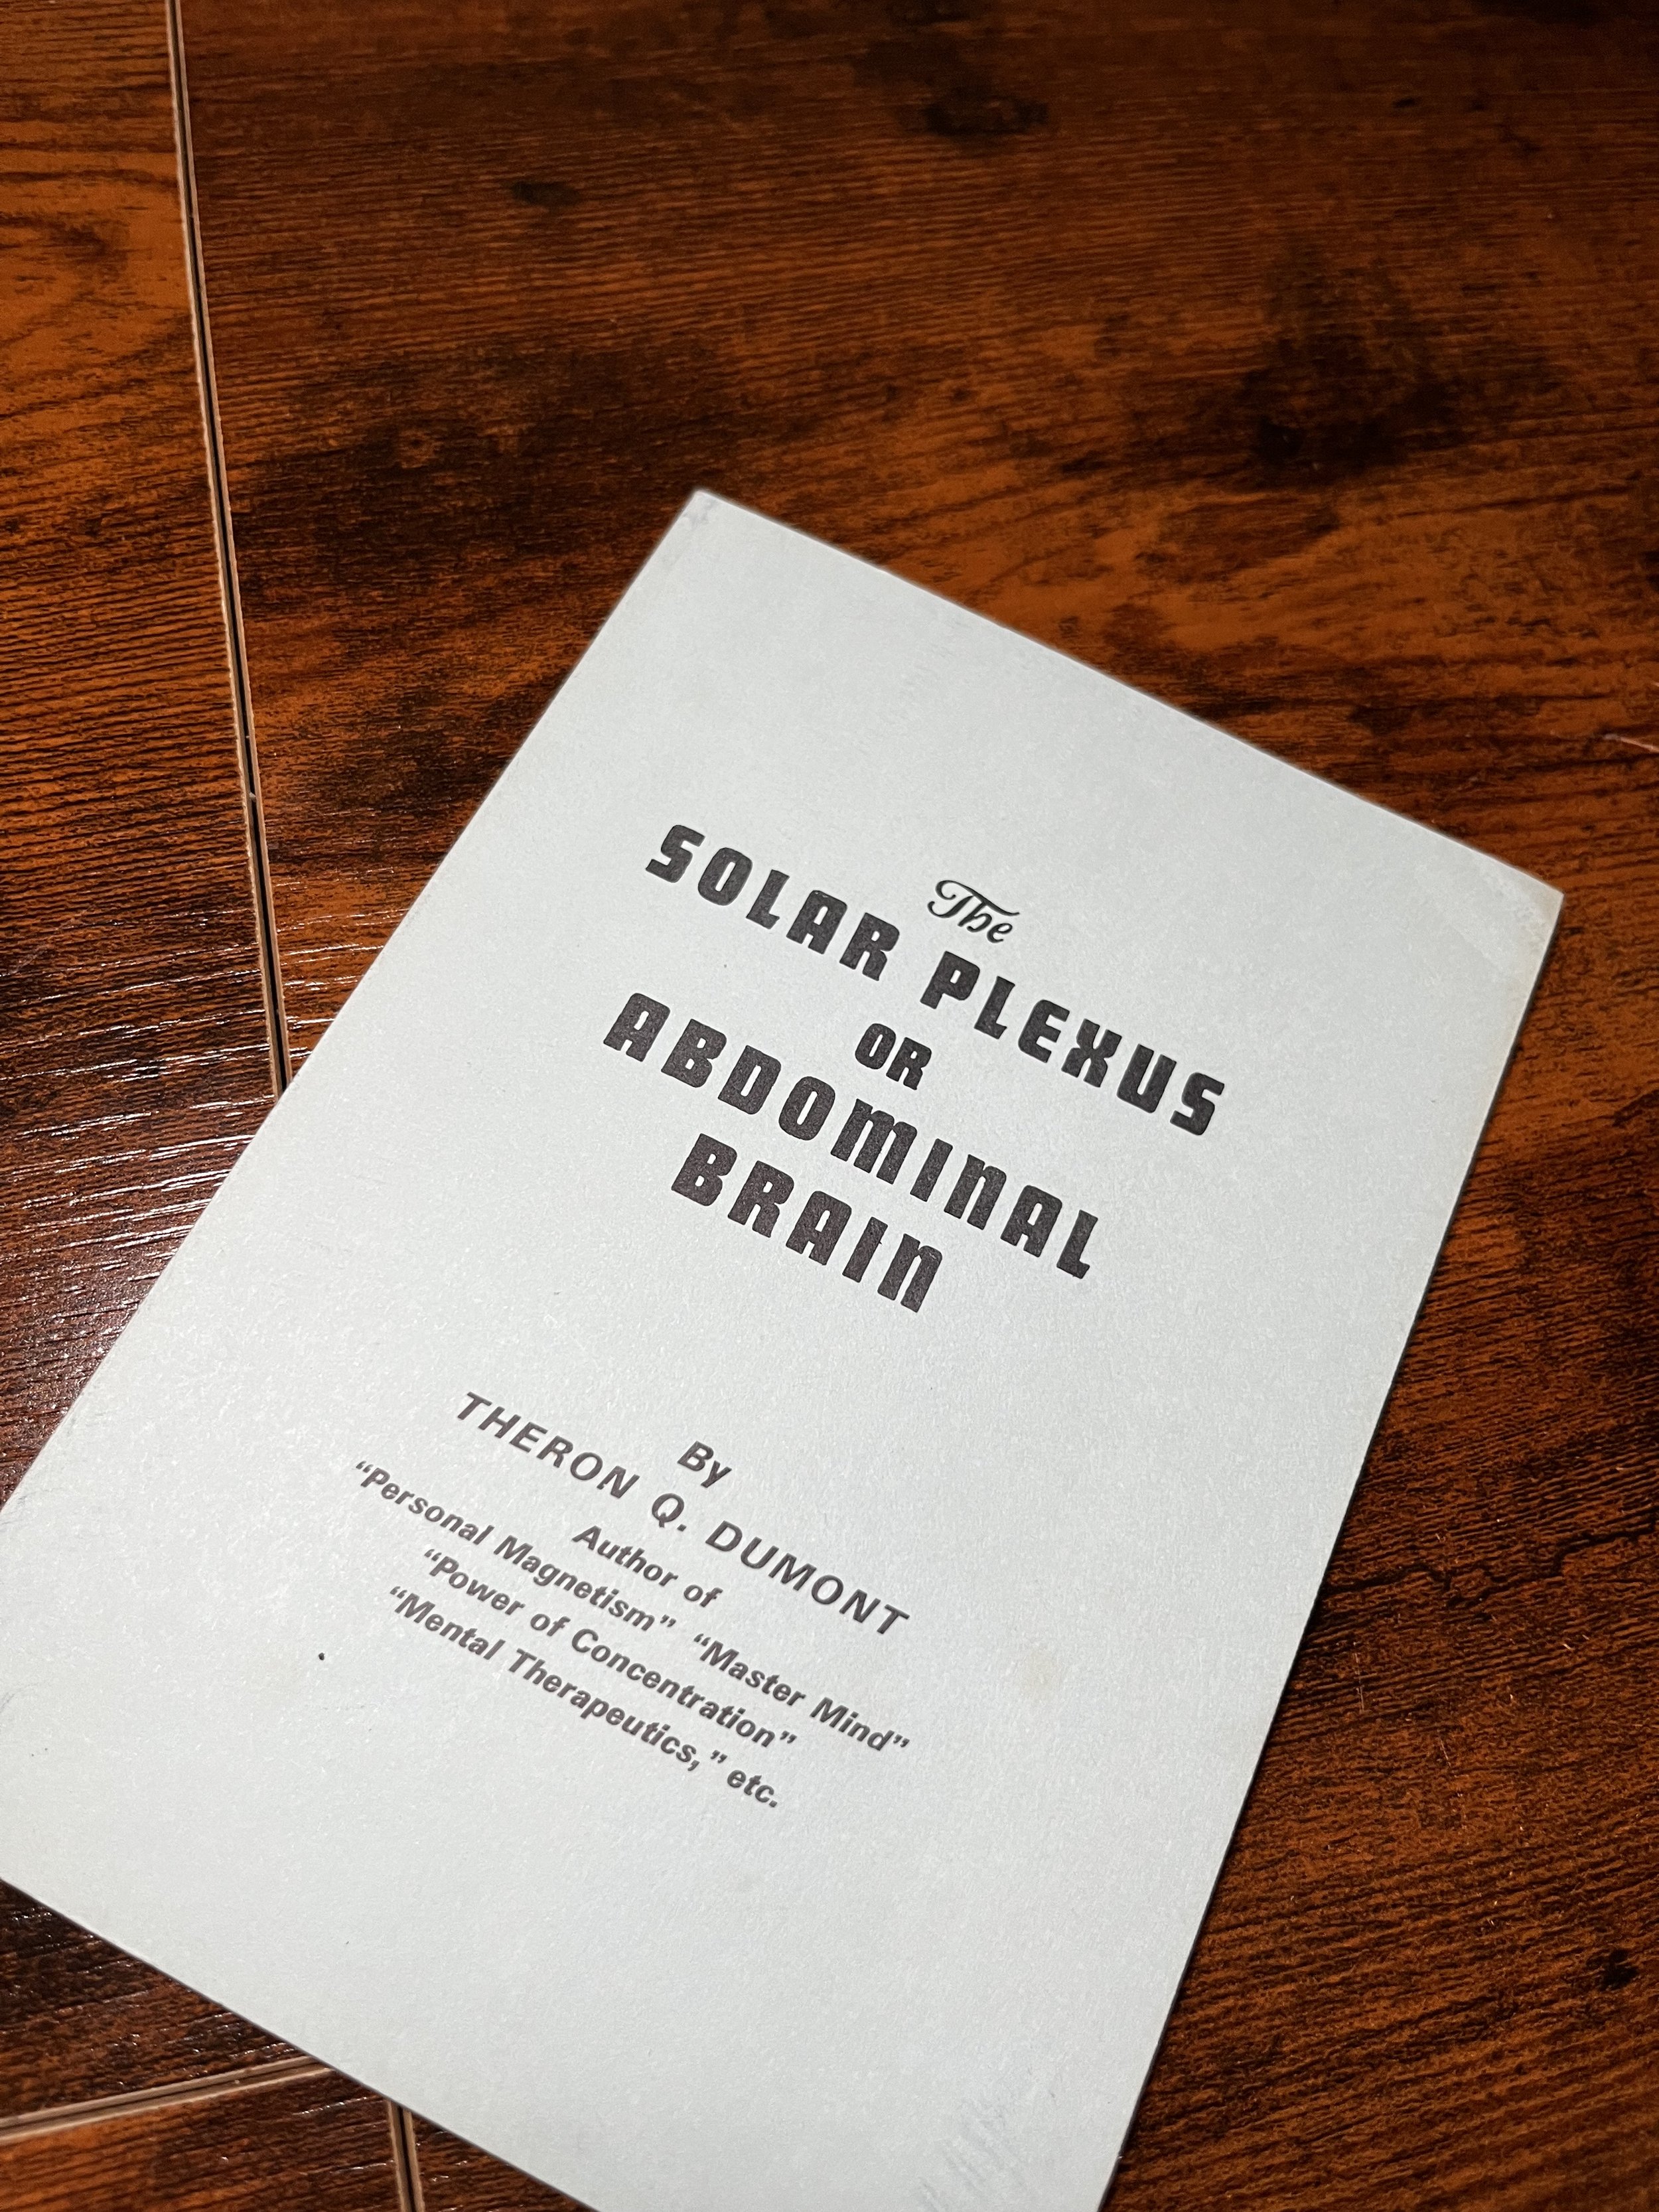 The
SOLAR PLEXUS
OR
ABDOMINAL
BRAIN
By
THERON Q. DUMONT
Author of
“Personal Magnetism” “Master Mind”
“Power of Concentration”
“Mental Therapeutics,” etc.